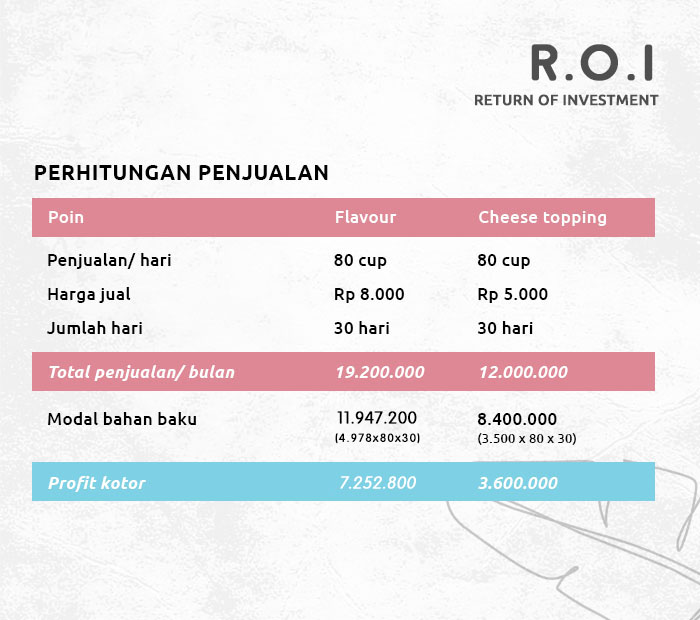 R.O.I
RETURN OF INVESTMENT
PERHITUNGAN PENJUALAN
Poin Flavour Cheese topping
Penjualan/ hari 80 cup 80 cup
Harga jual Rp 8.000 Rp 5.000
Jumlah hari 30 hari 30 hari
Total penjualan/ bulan 19.200.000 12.000.000
Modal bahan baku 11.947.200 8.400.000
(4.978x80x30) (3.500 x 80 x 30)
Profit kotor 7.252.800 3.600.000